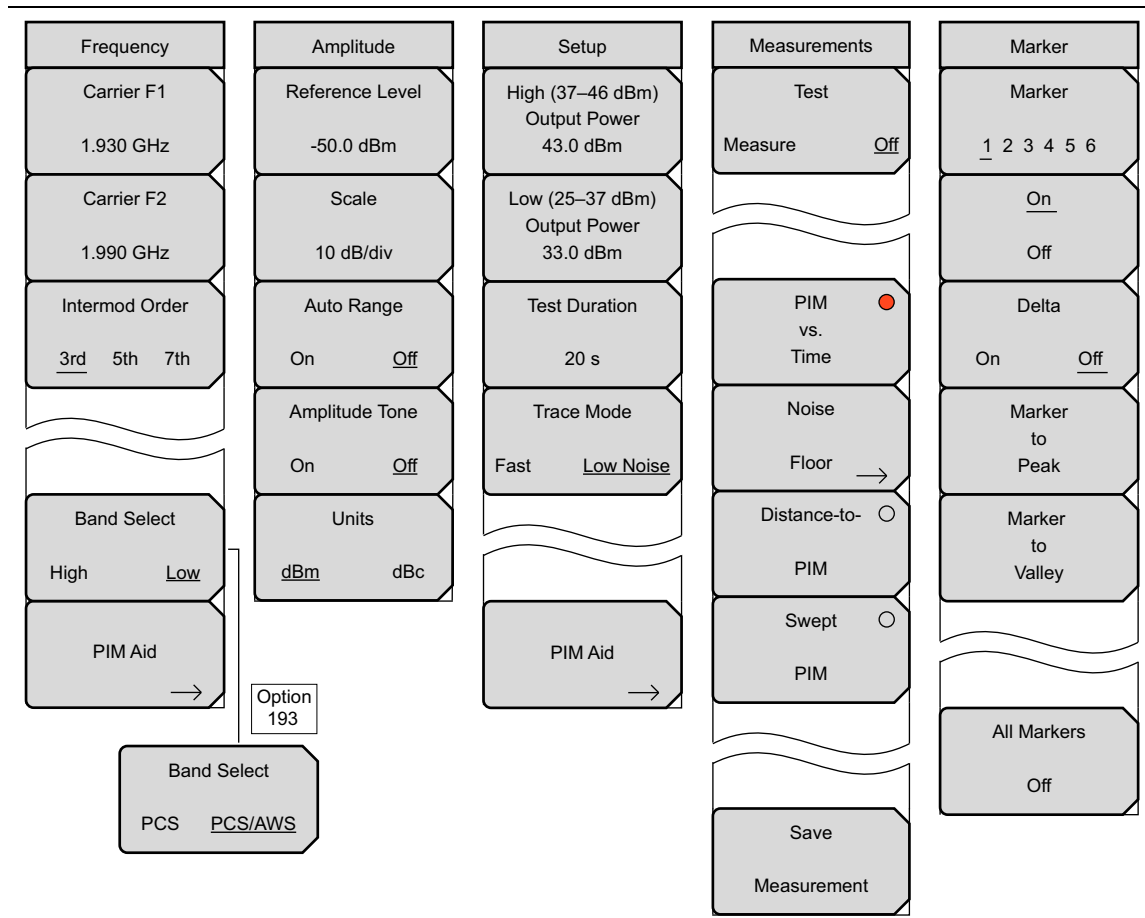 Frequency
Carrier F1
1.930 GHz
Carrier F2
1.990 GHz
Intermod Order
3rd 5th 7th
Band Select
High Low
PIM Aid
Option
193
Band Select
PCS PCS/AWS
Amplitude
Reference Level
-50.0 dBm
Scale
10 dB/div
Auto Range
On Off
Amplitude Tone
On Off
Units
dBm dBc
Setup
High (37–46 dBm)
Output Power
43.0 dBm
Low (25–37 dBm)
Output Power
33.0 dBm
Test Duration
20 s
Trace Mode
Fast Low Noise
PIM Aid
Measurements
Test
Measure Off
PIM
vs.
Time
Noise
Floor
Distance-to-
PIM
Swept
PIM
Save
Measurement
Marker
Marker
1 2 3 4 5 6
On
Off
Delta
On Off
Marker
to
Peak
Marker
to
Valley
All Markers
Off